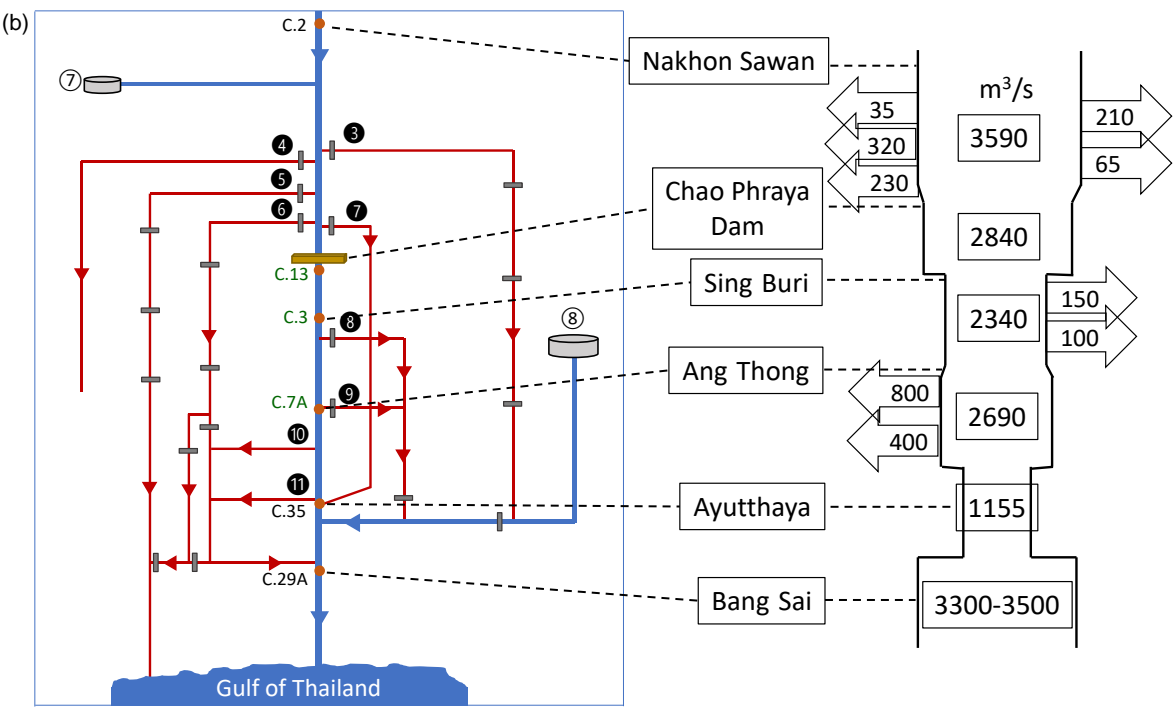 (b)
C.2
⑦
❹
❸
❺
❻
❼
C.13
C.3
❽
⑧
C.7A
❾
❿
⓫
C.35
C.29A
Gulf of Thailand
Nakhon Sawan
Chao Phraya
Dam
Sing Buri
Ang Thong
Ayutthaya
Bang Sai
m³/s
35
320
230
3590
210
65
2840
2340
150
100
800
400
2690
1155
3300-3500